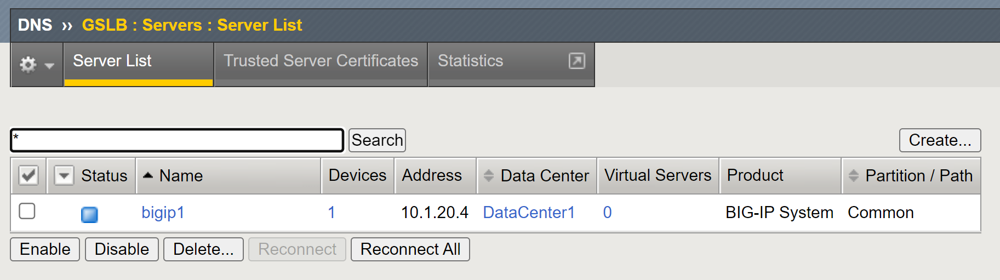 DNS ›› GSLB : Servers : Server List
Server List Trusted Server Certificates Statistics
* Search Create...
Status Name Devices Address Data Center Virtual Servers Product Partition / Path
bigip1 1 10.1.20.4 DataCenter1 0 BIG-IP System Common
Enable Disable Delete... Reconnect Reconnect All